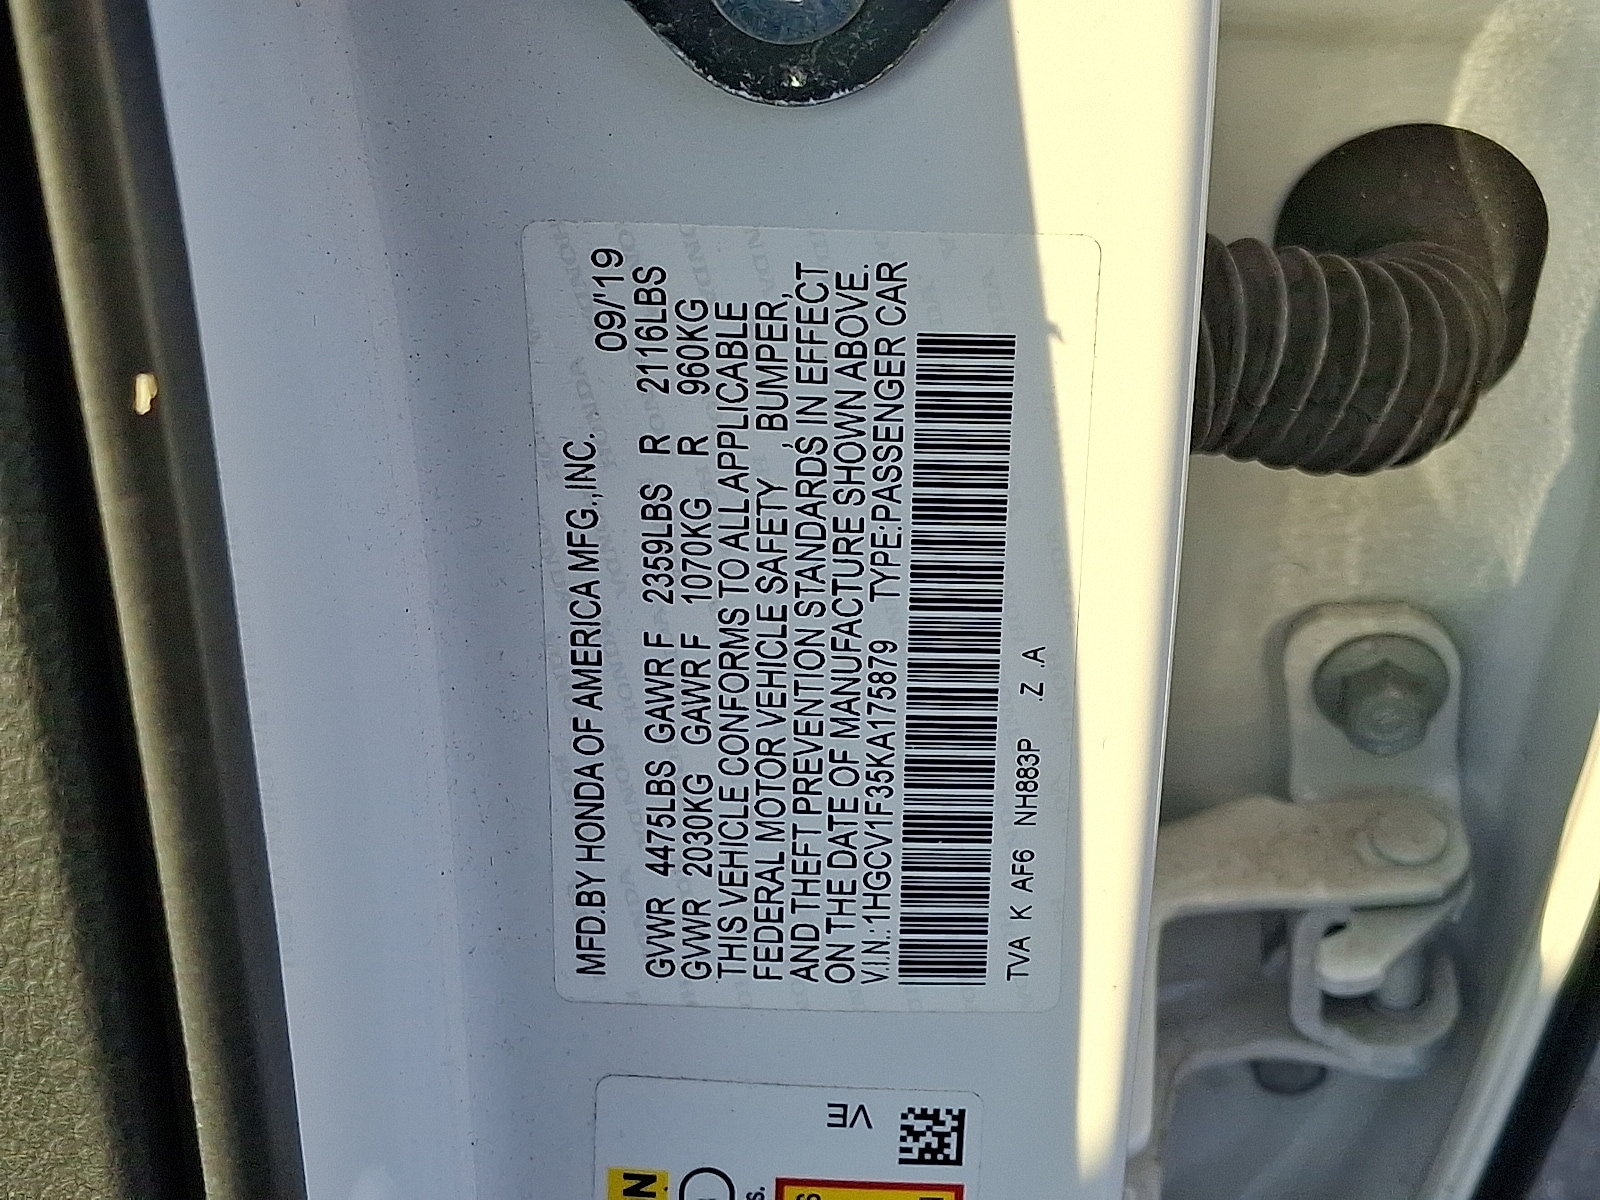 MFD.BY HONDA OF AMERICA MFG.,INC. 09/'19
GVWR 4475LBS GAWR F 2359LBS R 2116LBS
GVWR 2030KG GAWR F 1070KG R 960KG
THIS VEHICLE CONFORMS TO ALL APPLICABLE
FEDERAL MOTOR VEHICLE SAFETY , BUMPER,
AND THEFT PREVENTION STANDARDS IN EFFECT
ON THE DATE OF MANUFACTURE SHOWN ABOVE.
V.I.N.:1HGCV1F35KA175879 TYPE:PASSENGER CAR
TVA K AF6 NH883P .Z .A
VE